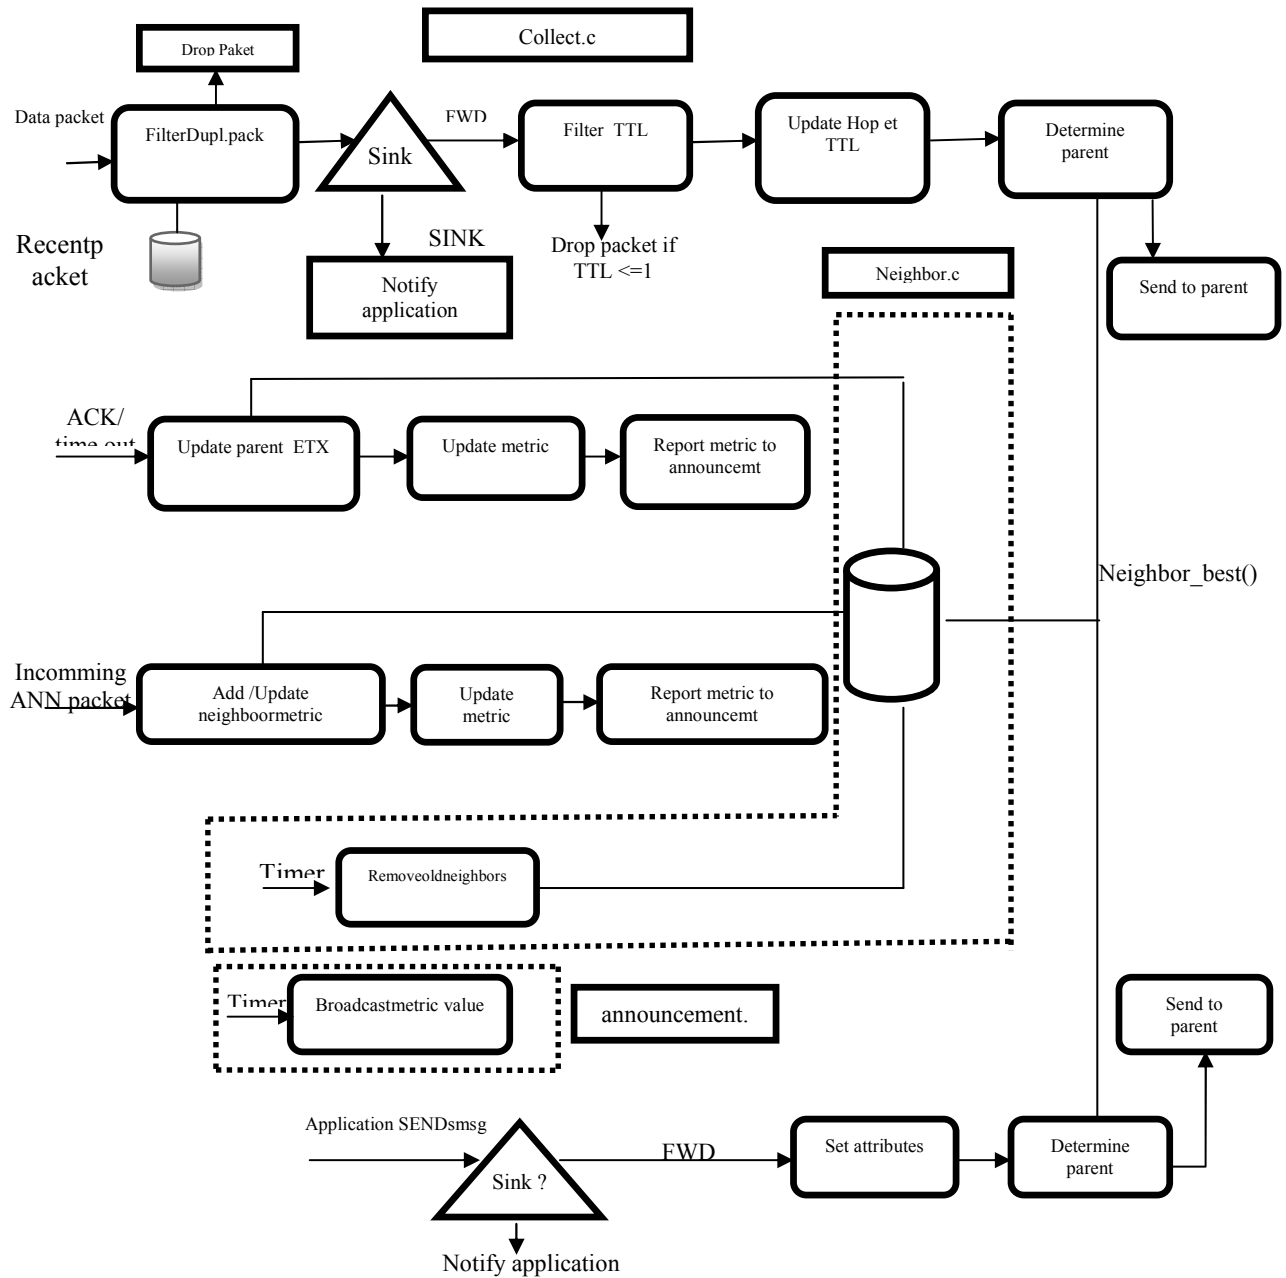 Drop Paket
Collect.c
Data packet
FilterDupl.pack
Sink
FWD
Filter TTL
Update Hop et
TTL
Determine
parent
Recentp
acket
SINK
Notify
application
Drop packet if
TTL <=1
Neighbor.c
Send to parent
ACK/
time out
Update parent ETX
Update metric
Report metric to
announcemt
Neighbor_best()
Incomming
ANN packet
Add /Update
neighboormetric
Update
metric
Report metric to
announcemt
Timer
Removeoldneighbors
Timer
Broadcastmetric value
announcement.
Send to
parent
Application SENDsmsg
Sink ?
FWD
Set attributes
Determine
parent
Notify application